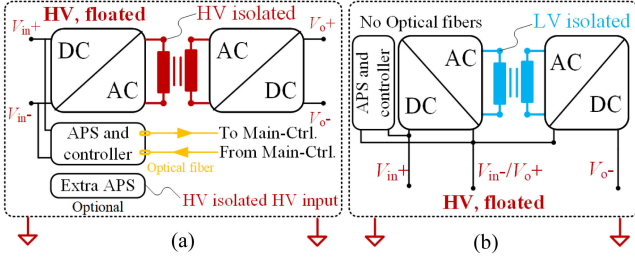 HV, floated
HV isolated
Vin+
DC
AC
AC
DC
Vo+
Vin-
Vo-
APS and
controller
To Main-Ctrl.
From Main-Ctrl.
Optical fiber
Extra APS
Optional
HV isolated HV input
(a)
No Optical fibers
LV isolated
APS and
controller
AC
DC
AC
DC
Vin+
Vin-/Vo+
Vo-
HV, floated
(b)